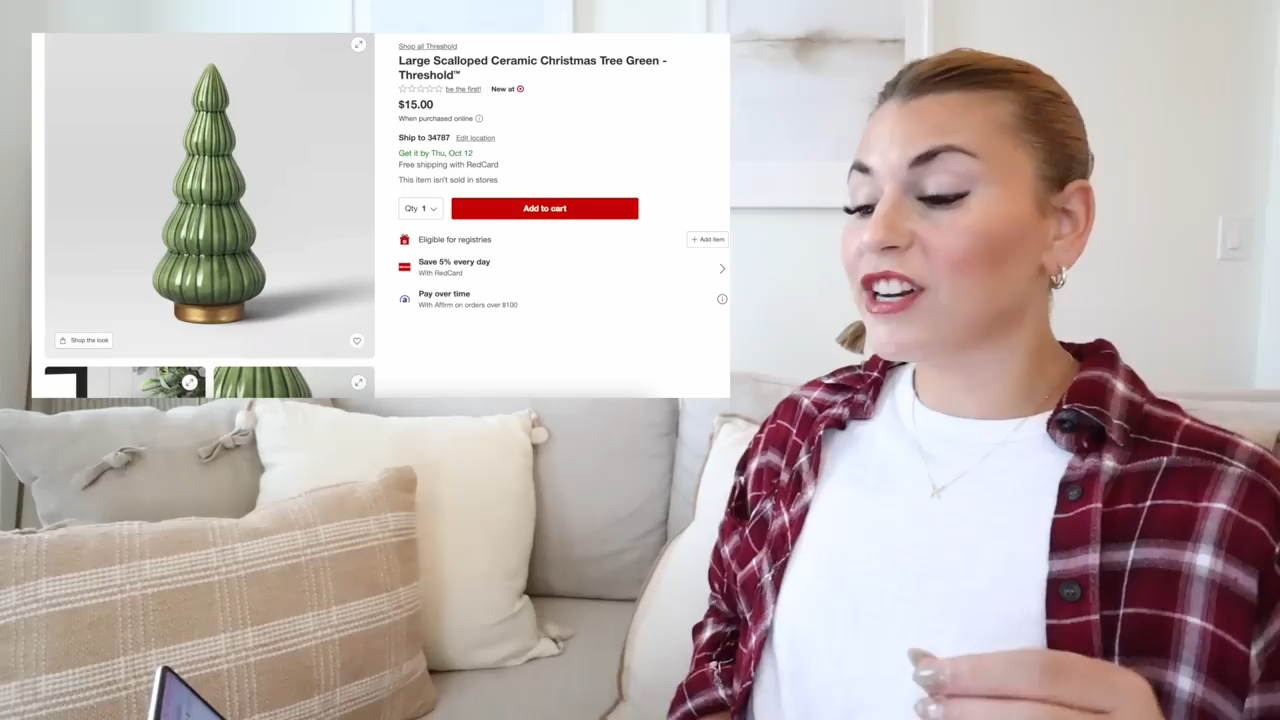 Shop all Threshold
Large Scalloped Ceramic Christmas Tree Green -
Threshold™
be the first!
New at
$15.00
When purchased online
Ship to 34787 Edit location
Get it by Thu, Oct 12
Free shipping with RedCard
This item isn't sold in stores
Qty 1
Add to cart
Eligible for registries
+ Add item
Save 5% every day
With RedCard
Pay over time
With Affirm on orders over $100
Shop the look